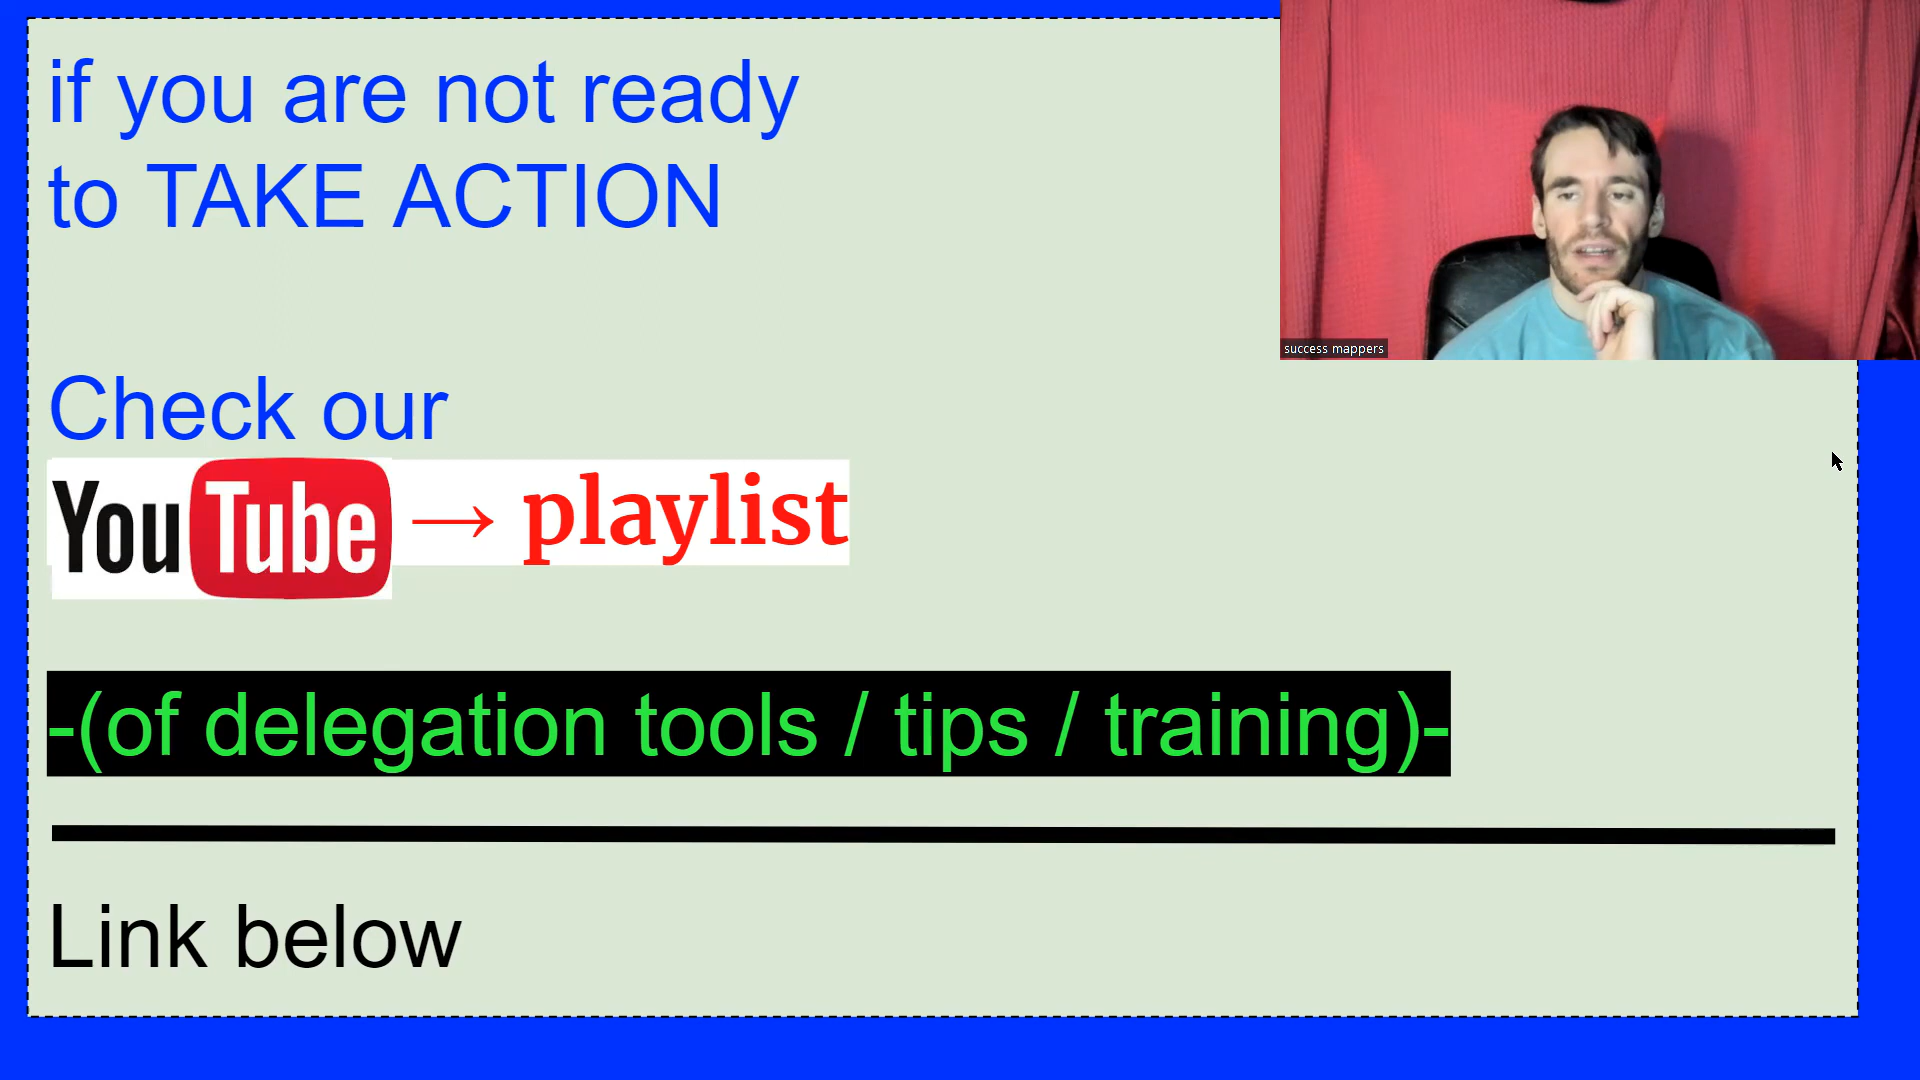 if you are not ready
to TAKE ACTION
success mappers
Check our
YouTube → playlist
-(of delegation tools / tips / training)-
Link below